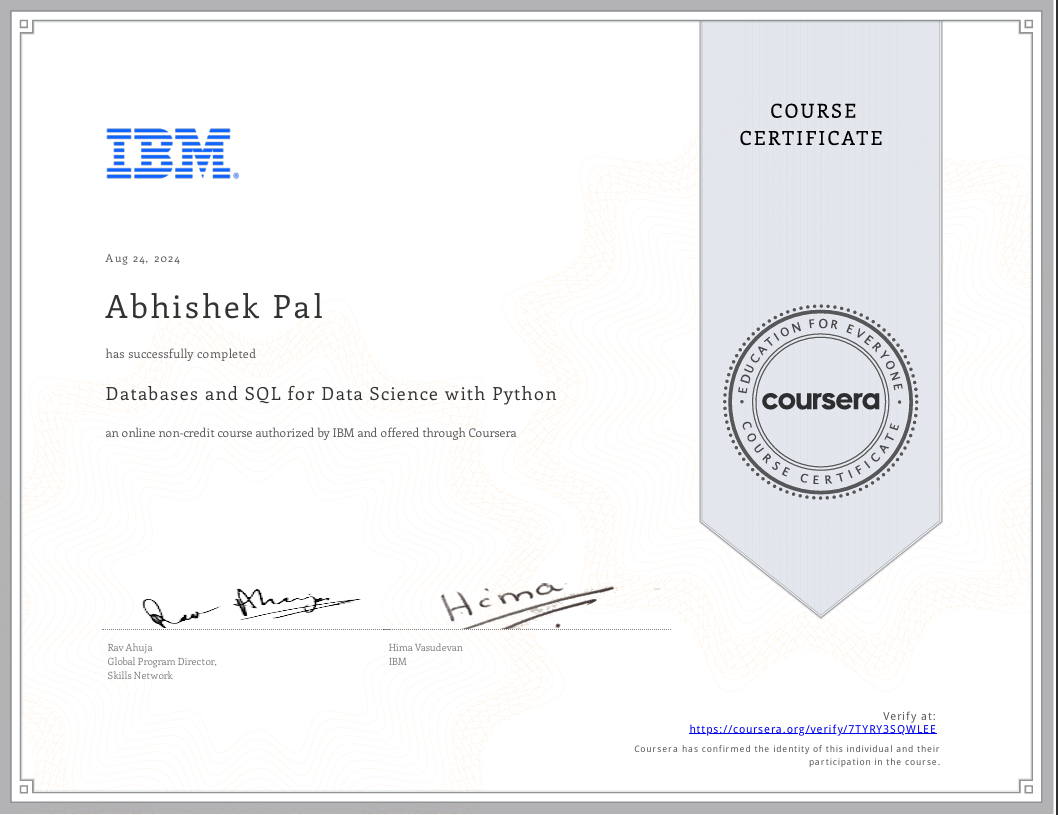 IBM®
COURSE
CERTIFICATE
Aug 24, 2024
Abhishek Pal
has successfully completed
Databases and SQL for Data Science with Python
an online non-credit course authorized by IBM and offered through Coursera
EDUCATION FOR EVERYONE
coursera
COURSE CERTIFICATE
Rav Ahuja
Hima
Rav Ahuja
Global Program Director,
Skills Network
Hima Vasudevan
IBM
Verify at:
https://coursera.org/verify/7TYRY3SQWLEE
Coursera has confirmed the identity of this individual and their
participation in the course.